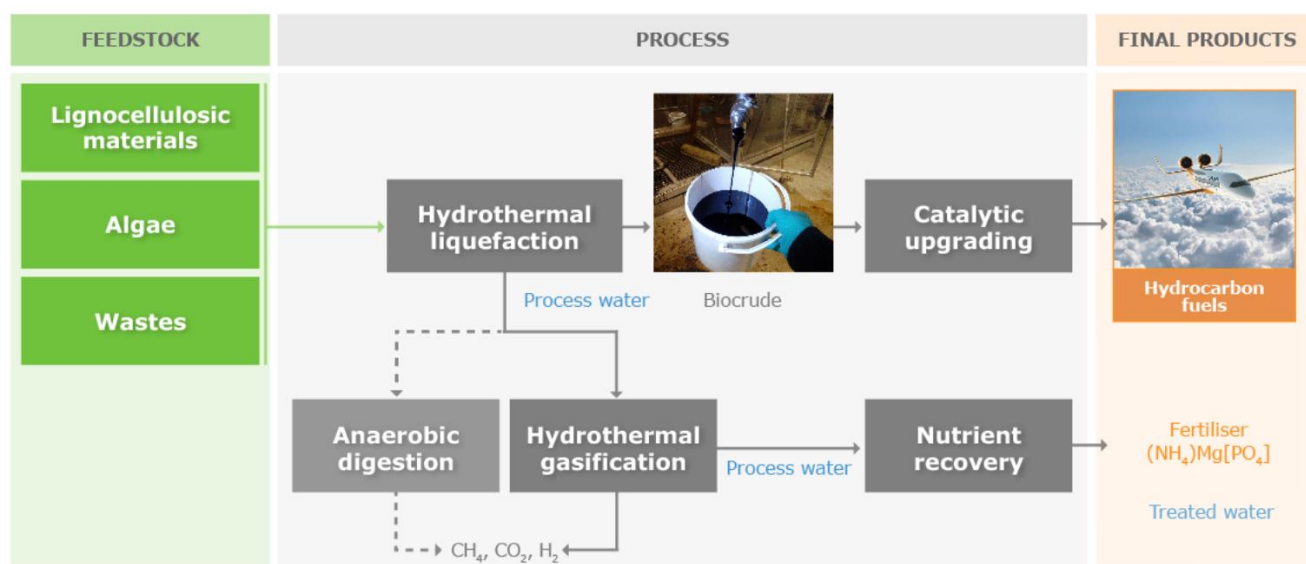 FEEDSTOCK
PROCESS
FINAL PRODUCTS
Lignocellulosic
materials
Algae
Wastes
Hydrothermal
liquefaction
Catalytic
upgrading
Hydrocarbon
fuels
Process water
Biocrude
Anaerobic
digestion
Hydrothermal
gasification
Process water
Nutrient
recovery
Fertiliser
(NH₄)Mg[PO₄]
Treated water
CH₄, CO₂, H₂